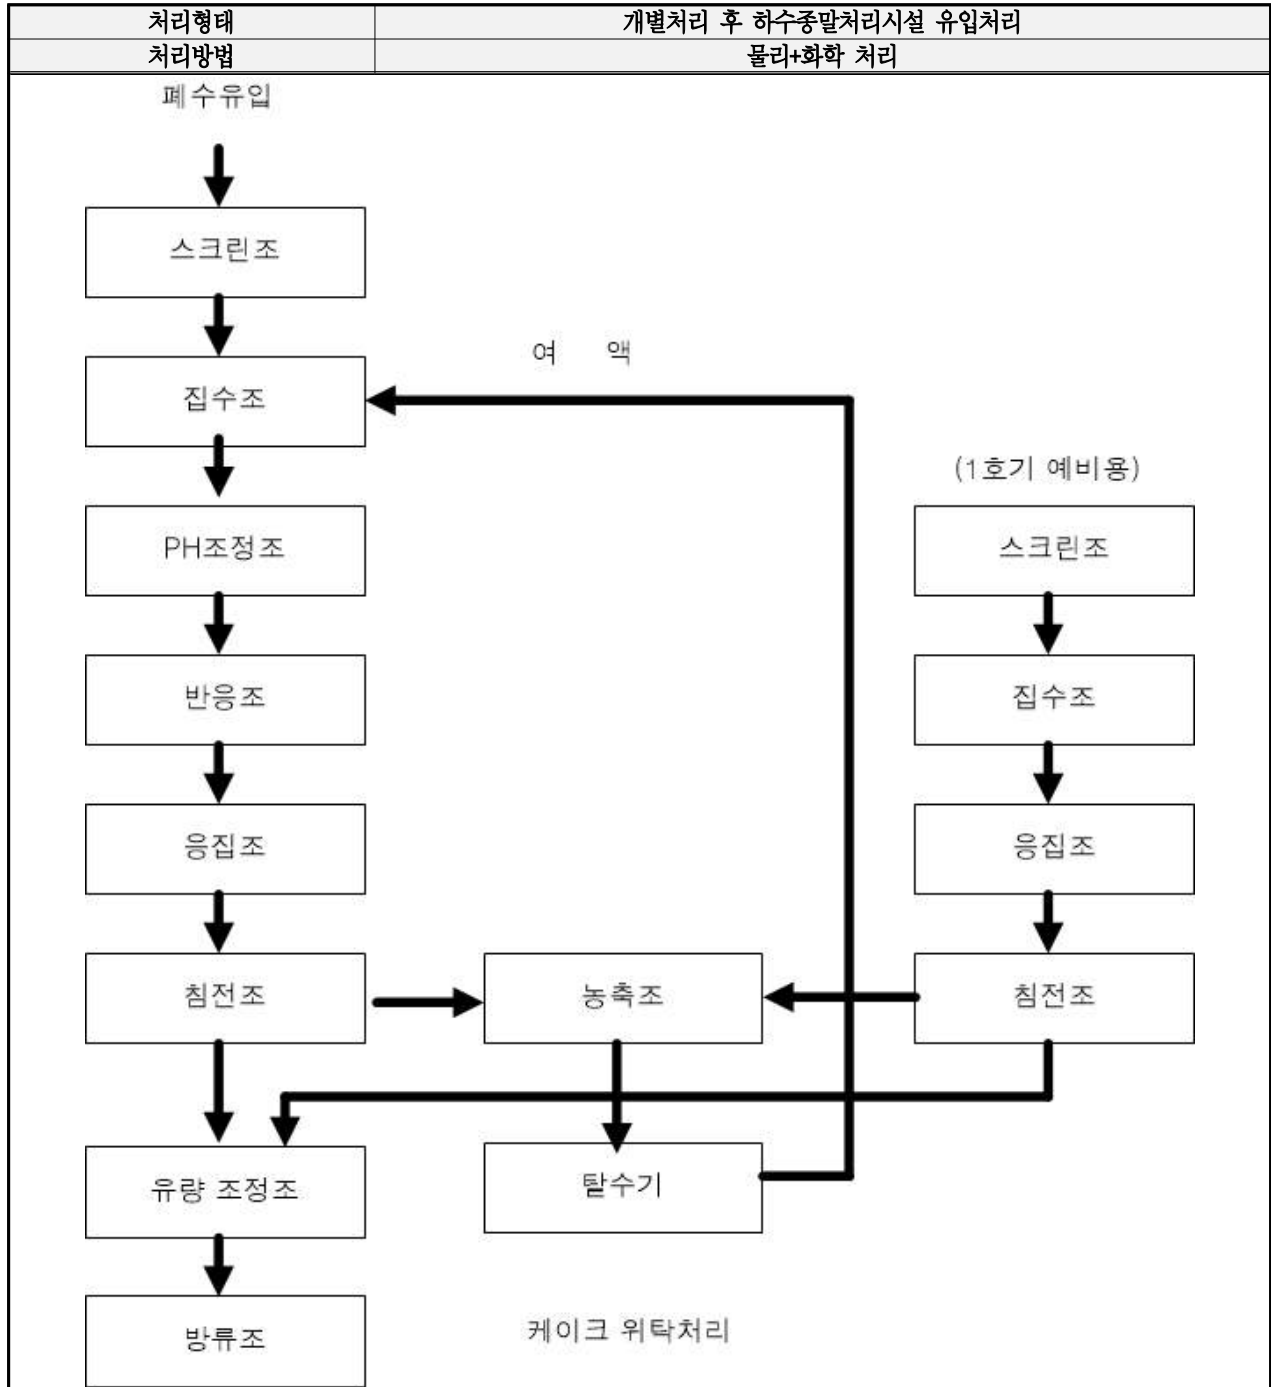 처리형태 개별처리 후 하수종말처리시설 유입처리
처리방법 물리+화학 처리
폐수유입
스크린조
여 액
집수조
(1호기 예비용)
PH조정조 스크린조
반응조 집수조
응집조 응집조
침전조 농축조 침전조
유량 조정조 탈수기
방류조 케이크 위탁처리